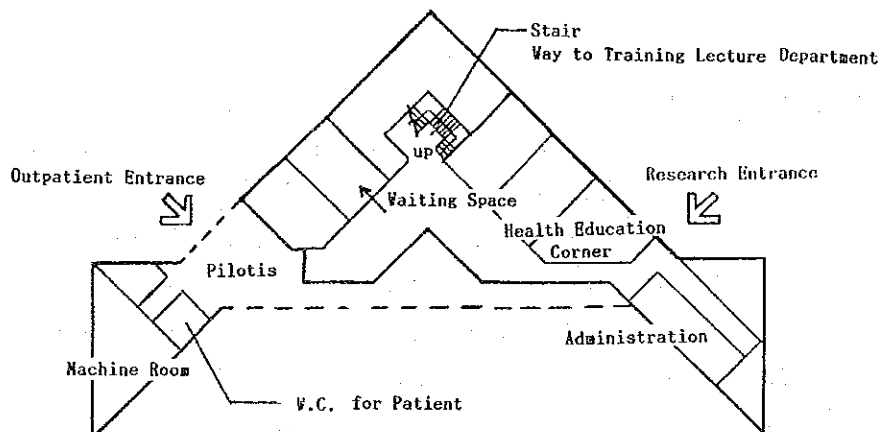 Stair
Way to Training Lecture Department
up
Outpatient Entrance
Research Entrance
Waiting Space
Health Education
Corner
Pilotis
Administration
Machine Room
W.C. for Patient